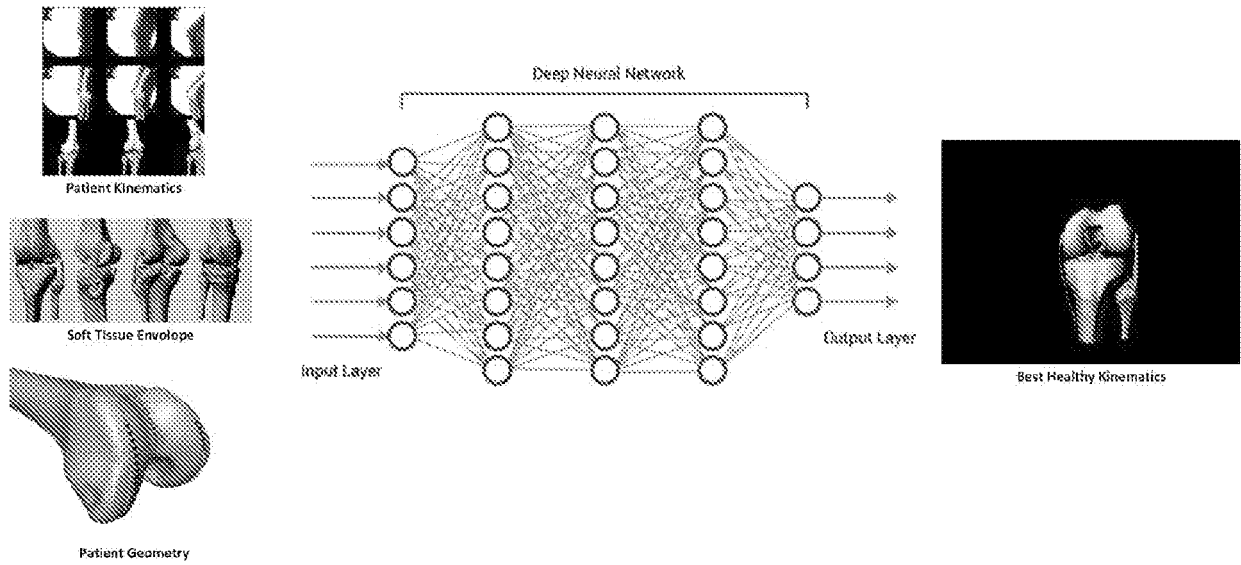 Patient Kinematics
Soft Tissue Envelope
Patient Geometry
Deep Neural Network
Input Layer
Output Layer
Best Healthy Kinematics